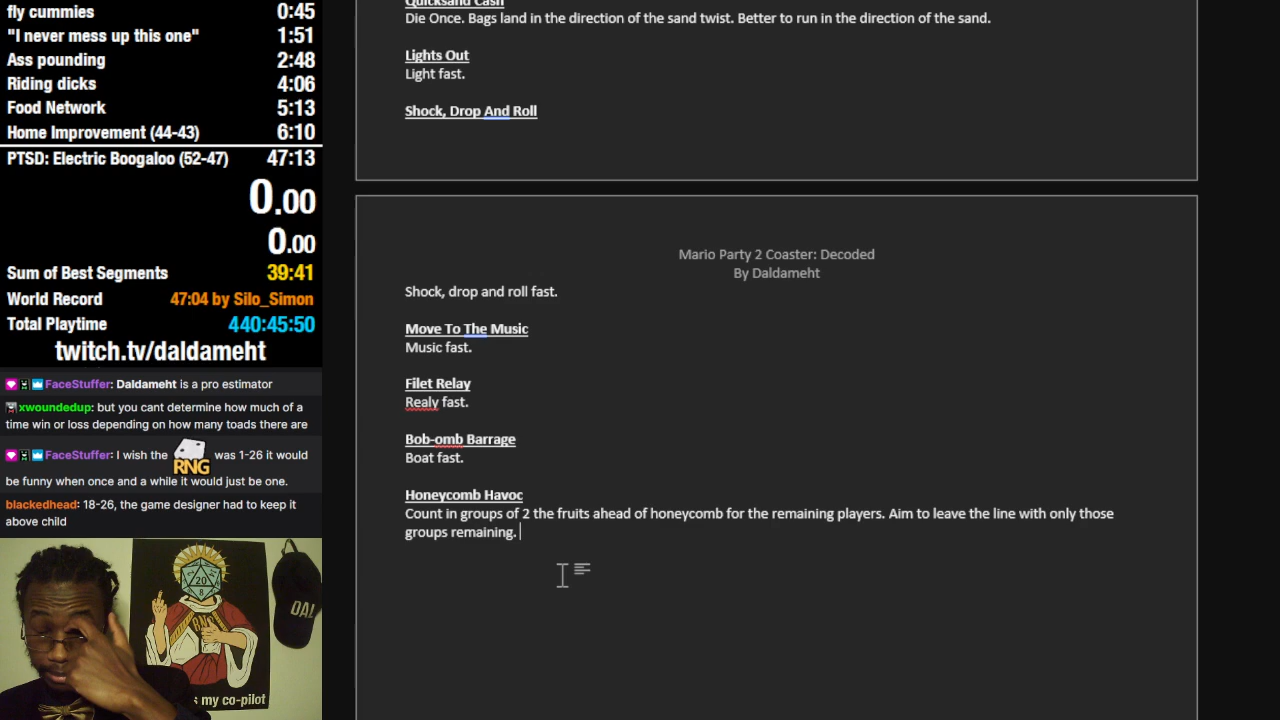 fly cummies 0:45
"I never mess up this one" 1:51
Ass pounding 2:48
Riding dicks 4:06
Food Network 5:13
Home Improvement (44-43) 6:10
PTSD: Electric Boogaloo (52-47) 47:13
0.00
0.00
Sum of Best Segments 39:41
World Record 47:04 by Silo_Simon
Total Playtime 440:45:50
twitch.tv/daldameht
FaceStuffer: Daldameht is a pro estimator
xwoundedup: but you cant determine how much of a
time win or loss depending on how many toads there are
FaceStuffer: I wish the RNG was 1-26 it would
be funny when once and a while it would just be one.
blackedhead: 18-26, the game designer had to keep it
above child
20
8
RNG
s my co-pilot
DAL
Quicksand Cash
Die Once. Bags land in the direction of the sand twist. Better to run in the direction of the sand.
Lights Out
Light fast.
Shock, Drop And Roll
Mario Party 2 Coaster: Decoded
By Daldameht
Shock, drop and roll fast.
Move To The Music
Music fast.
Filet Relay
Realy fast.
Bob-omb Barrage
Boat fast.
Honeycomb Havoc
Count in groups of 2 the fruits ahead of honeycomb for the remaining players. Aim to leave the line with only those
groups remaining.